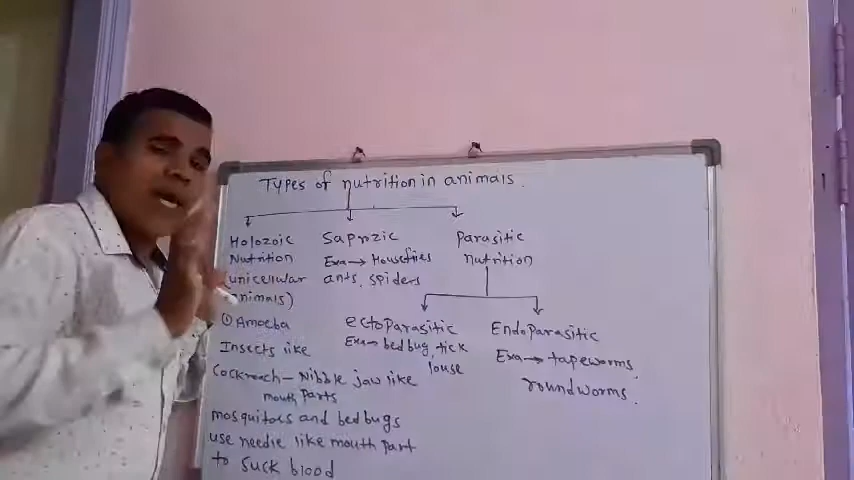 Types of nutrition in animals.
Holozoic
Nutrition
(unicellular
animals)
① Amoeba
Insects like
Cockroach - Nibble jaw like
mouth parts
mosquitoes and bedbugs
use needle like mouth part
to suck blood
Saprozic
Exa → Houseflies
ants, spiders
Parasitic
nutrition
ectoparasitic
Exa → bed bug, tick
louse
Endoparasitic
Exa → tapeworms
roundworms.